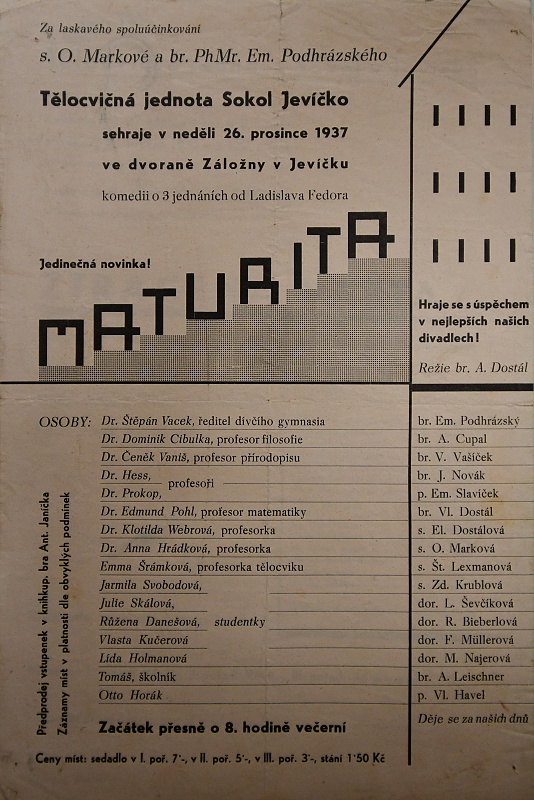 Za laskavého spoluúčinkování
s. O. Markové a br. PhMr. Em. Podhrázského
Tělocvičná jednota Sokol Jevíčko
sehraje v neděli 26. prosince 1937
ve dvoraně Záložny v Jevíčku
komedii o 3 jednáních od Ladislava Fedora
Jedinečná novinka!
MATURITA
Hraje se s úspěchem
v nejlepších našich
divadlech!
Režie br. A. Dostál
OSOBY: Dr. Štěpán Vacek, ředitel dívčího gymnasia br. Em. Podhrázský
Dr. Dominik Cibulka, profesor filosofie br. A. Cupal
Dr. Čeněk Vaniš, profesor přírodopisu br. V. Vašíček
Dr. Hess, br. J. Novák
profesoři
Dr. Prokop, p. Em. Slavíček
Dr. Edmund Pohl, profesor matematiky br. Vl. Dostál
Dr. Klotilda Webrová, profesorka s. El. Dostálová
Dr. Anna Hrádková, profesorka s. O. Marková
Emma Šrámková, profesorka tělocviku s. Št. Lexmanová
Jarmila Svobodová, s. Zd. Krublová
Julie Skálová, dor. L. Ševčíková
Růžena Danešová, studentky dor. R. Bieberlová
Vlasta Kučerová dor. F. Müllerová
Lída Holmanová dor. M. Najerová
Tomáš, školník br. A. Leischner
Otto Horák p. Vl. Havel
Děje se za našich dnů
Předprodej vstupenek v knihkup. bra Ant. Janíčka
Záznamy míst v platnosti dle obvyklých podmínek
Začátek přesně o 8. hodině večerní
Ceny míst: sedadlo v I. poř. 7·-, v II. poř. 5·-, v III. poř. 3·-, stání 1·50 Kč